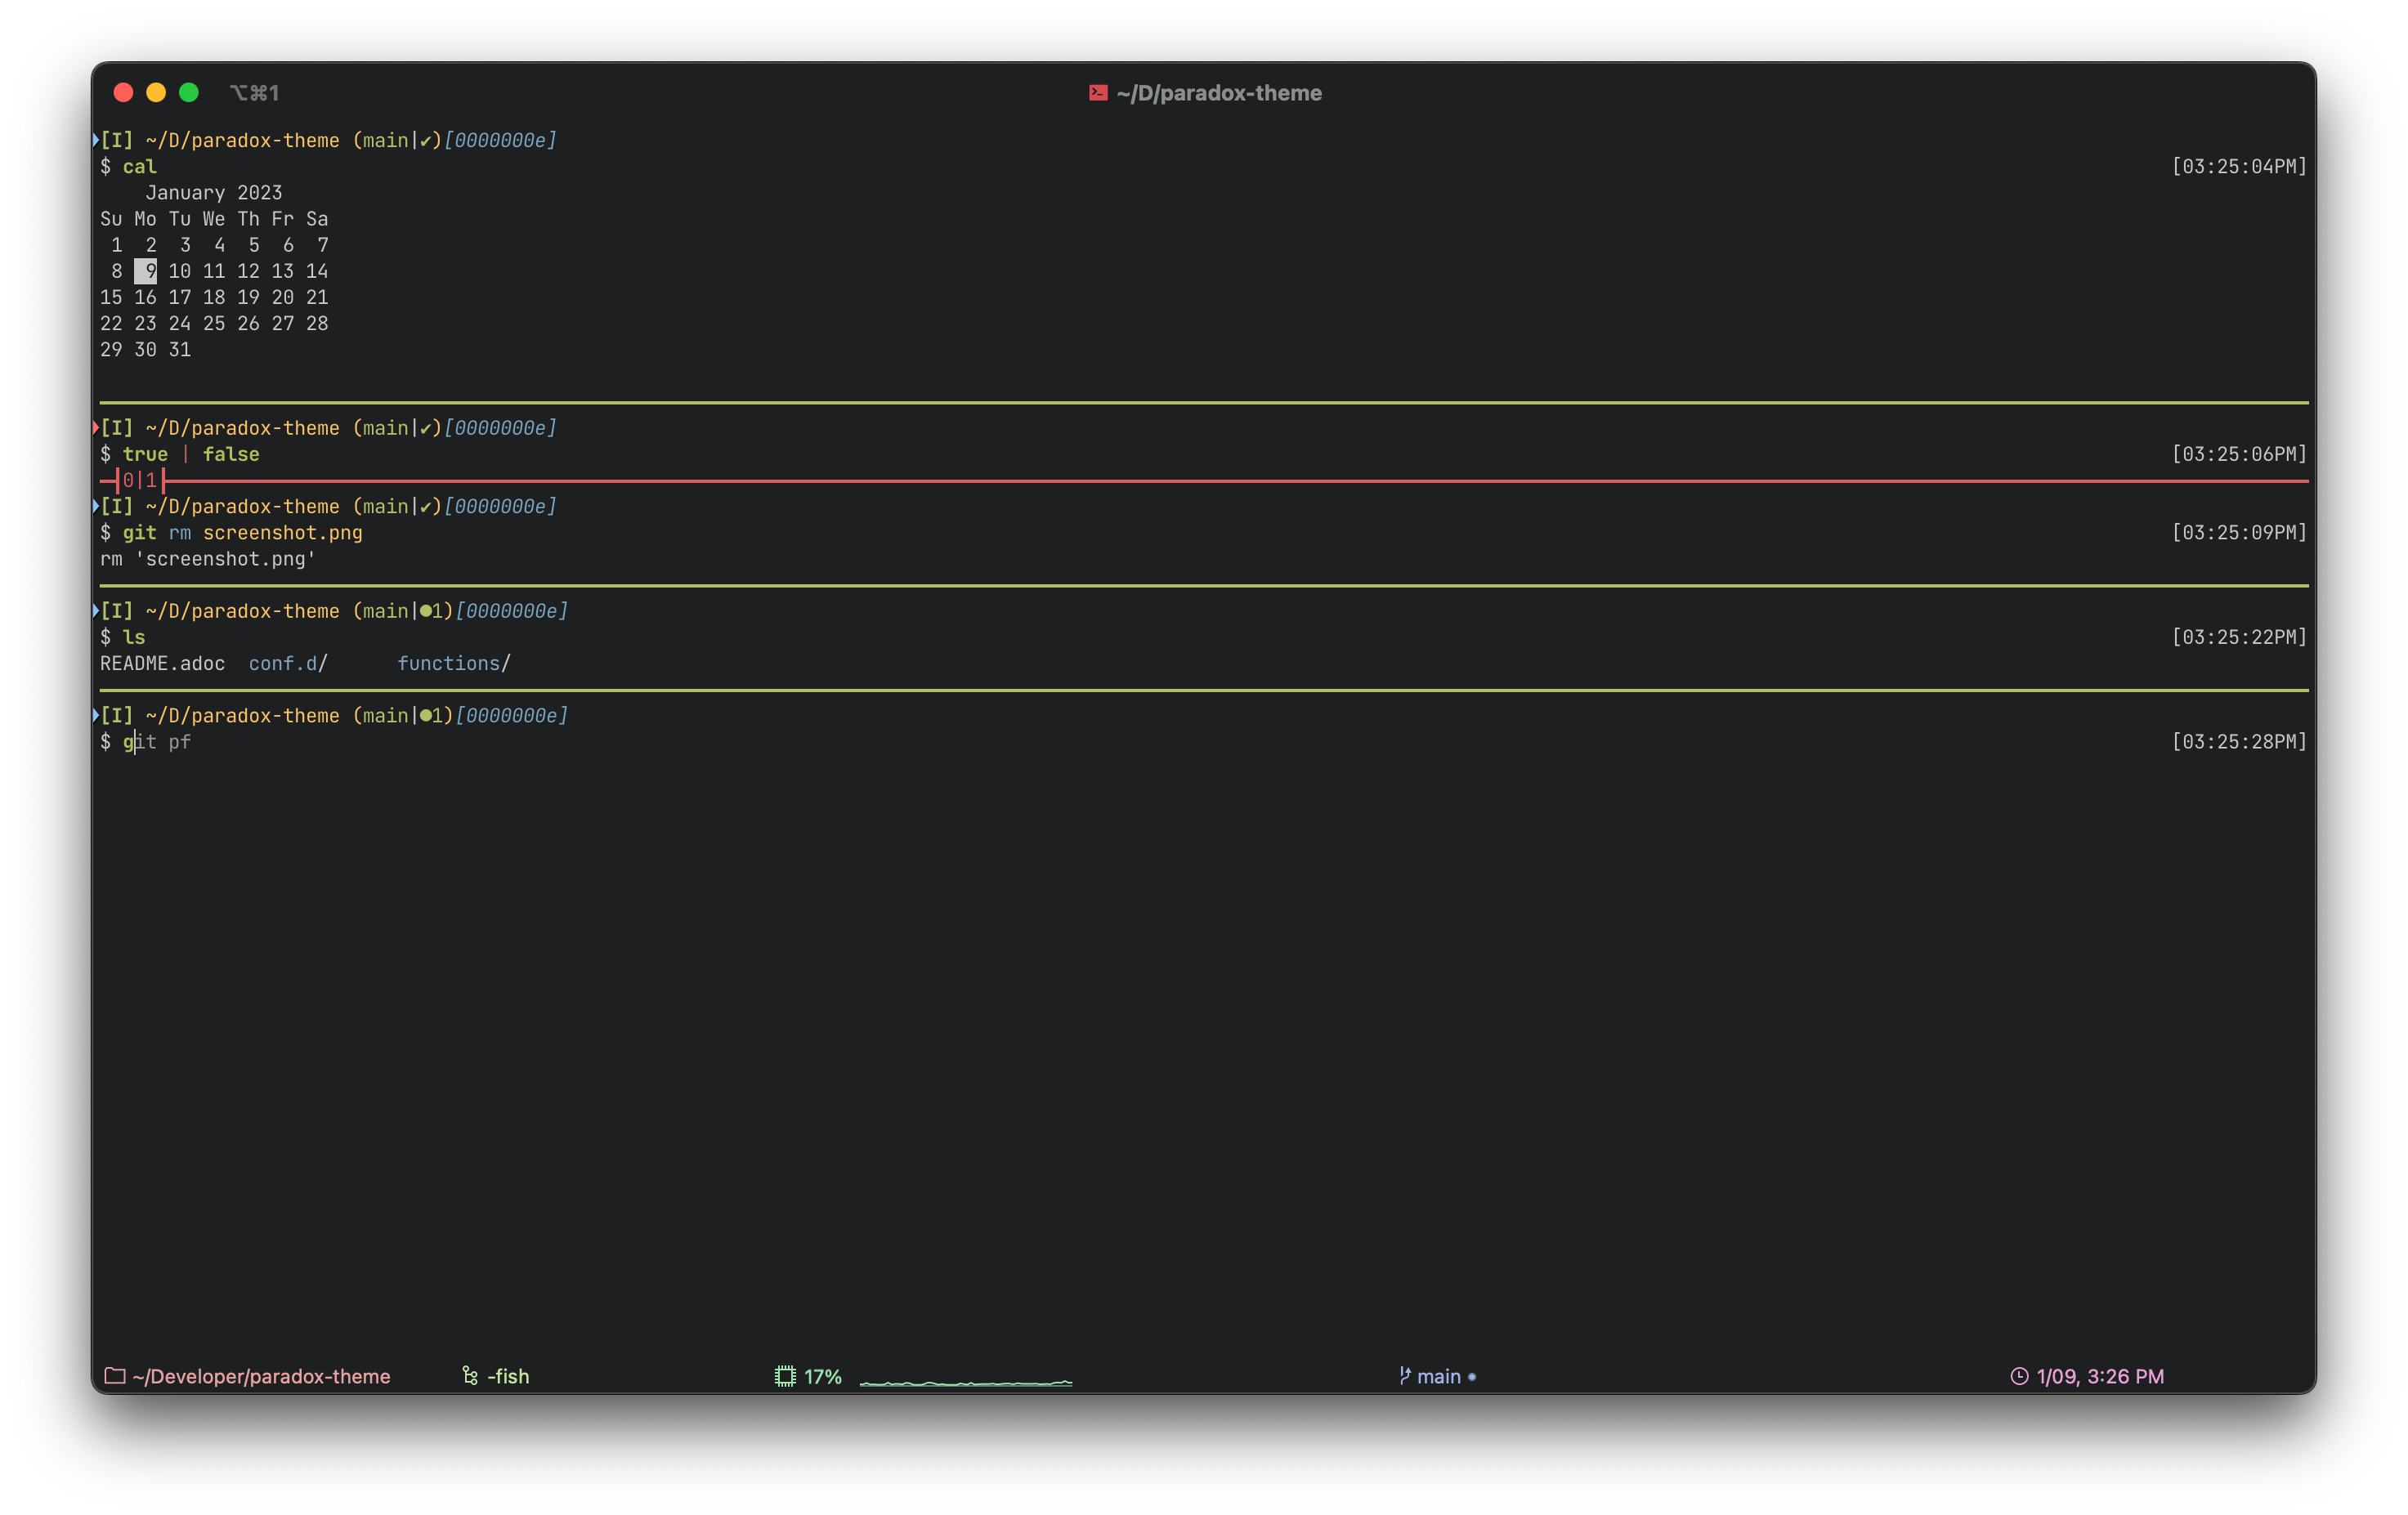 ⌥⌘1 ~/D/paradox-theme
[I] ~/D/paradox-theme (main|✔)[0000000e]
$ cal [03:25:04PM]
    January 2023
Su Mo Tu We Th Fr Sa
 1  2  3  4  5  6  7
 8  9 10 11 12 13 14
15 16 17 18 19 20 21
22 23 24 25 26 27 28
29 30 31
[I] ~/D/paradox-theme (main|✔)[0000000e]
$ true | false [03:25:06PM]
0|1
[I] ~/D/paradox-theme (main|✔)[0000000e]
$ git rm screenshot.png [03:25:09PM]
rm 'screenshot.png'
[I] ~/D/paradox-theme (main|●1)[0000000e]
$ ls [03:25:22PM]
README.adoc  conf.d/      functions/
[I] ~/D/paradox-theme (main|●1)[0000000e]
$ git pf [03:25:28PM]
~/Developer/paradox-theme -fish 17% main • 1/09, 3:26 PM